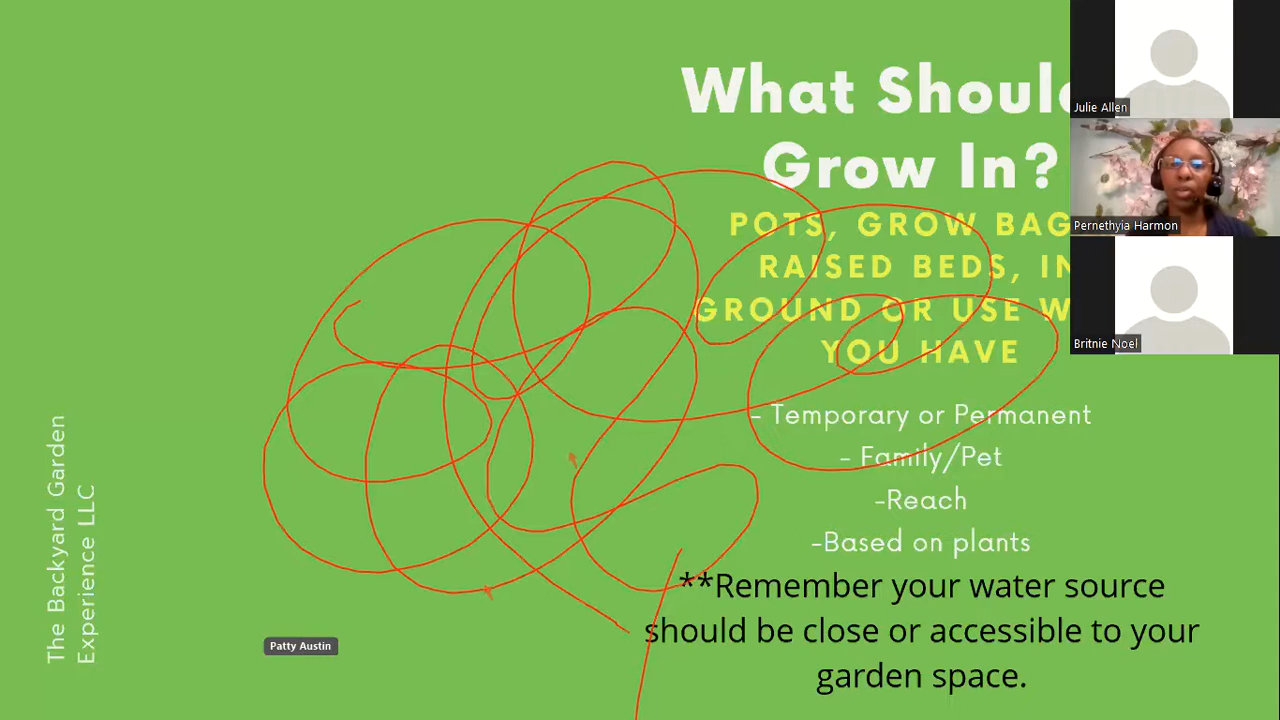 What Should
Grow In?
POTS, GROW BAG
RAISED BEDS, IN
GROUND OR USE W
YOU HAVE
- Temporary or Permanent
- Family/Pet
-Reach
-Based on plants
**Remember your water source
should be close or accessible to your
garden space.
The Backyard Garden
Experience LLC
Patty Austin
Julie Allen
Pernethyia Harmon
Britnie Noel